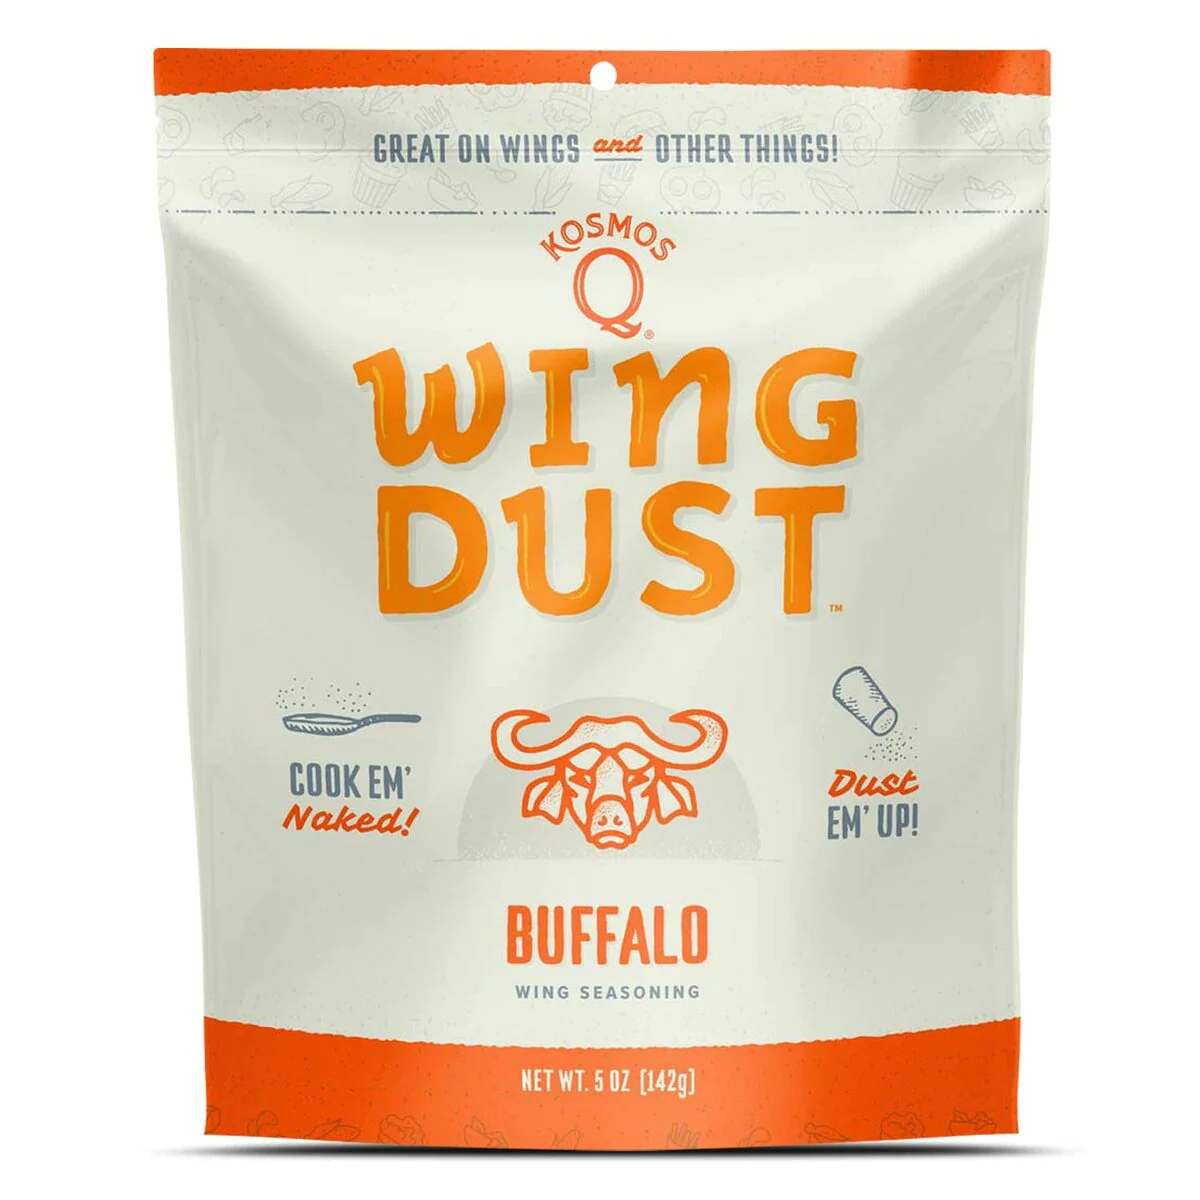 GREAT ON WINGS and OTHER THINGS!
KOSMOS
Q®
WING
DUST™
COOK EM'
Naked!
Dust
EM' UP!
BUFFALO
WING SEASONING
NET WT. 5 OZ [142g]